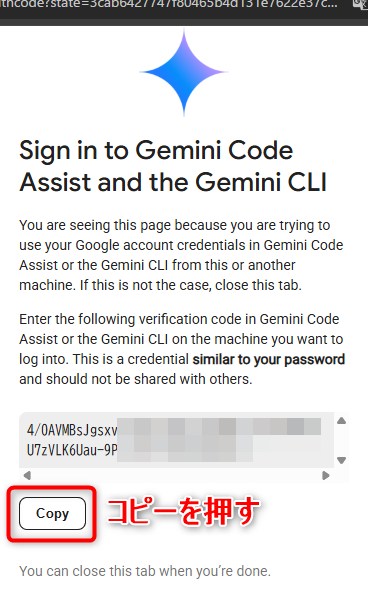 thcode?state=3cab6427747f80465b4d131e7622e37c...
Sign in to Gemini Code
Assist and the Gemini CLI
You are seeing this page because you are trying to
use your Google account credentials in Gemini Code
Assist or the Gemini CLI from this or another
machine. If this is not the case, close this tab.
Enter the following verification code in Gemini Code
Assist or the Gemini CLI on the machine you want to
log into. This is a credential similar to your password
and should not be shared with others.
4/0AVMBsJgsxv
U7zVLK6Uau-9P
Copy
コピーを押す
You can close this tab when you're done.